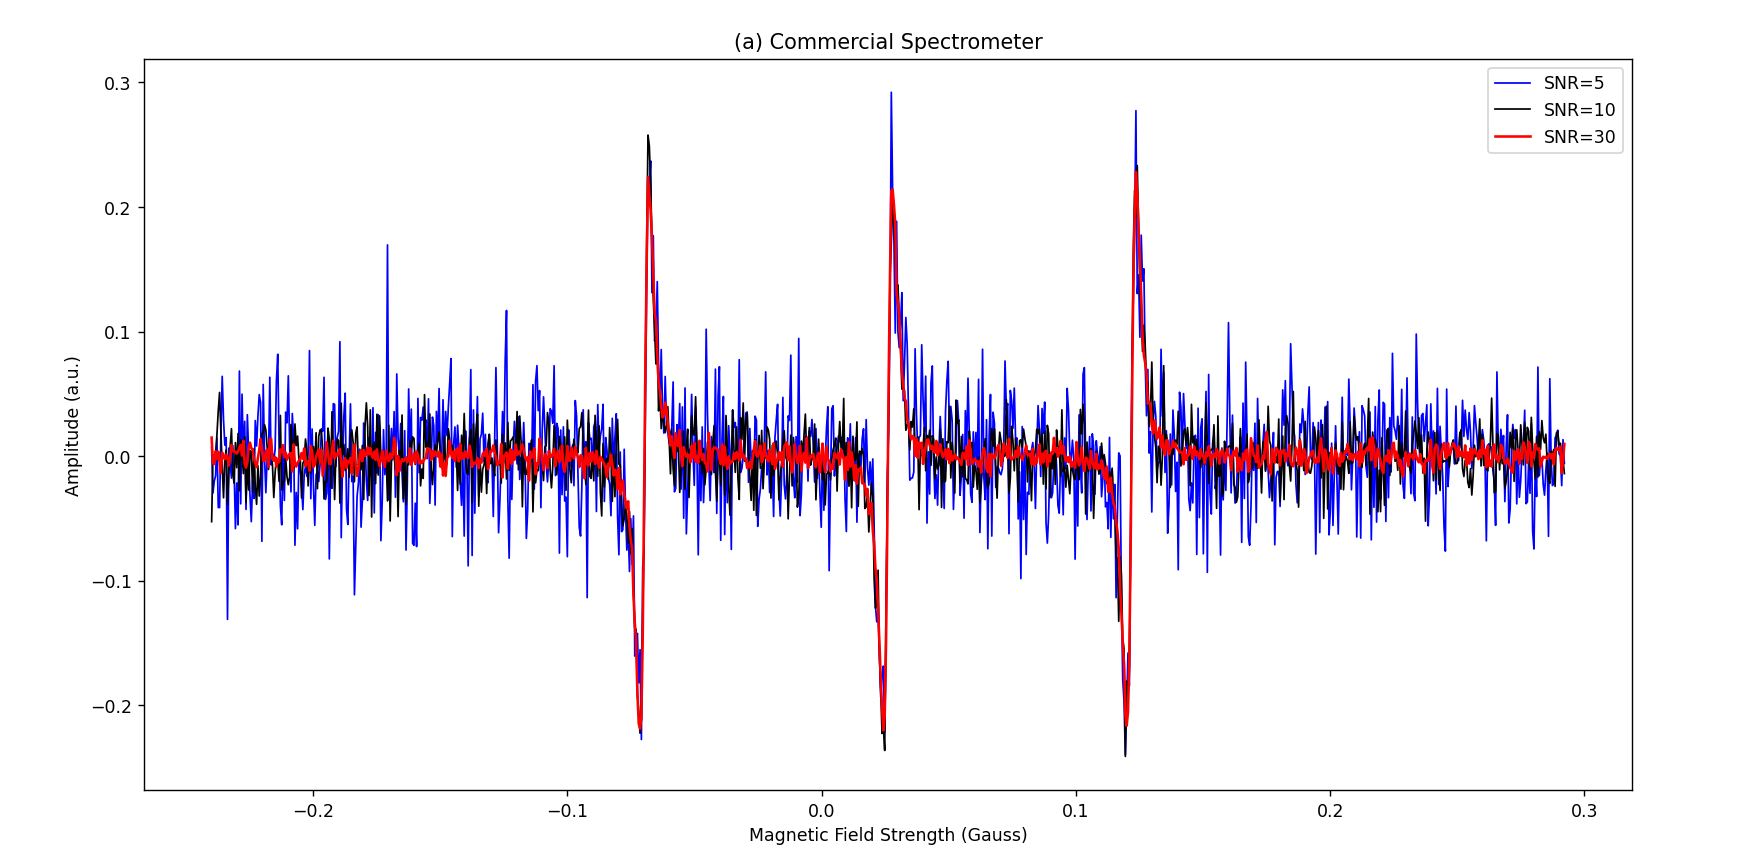 (a) Commercial Spectrometer
SNR=5
SNR=10
SNR=30
Amplitude (a.u.)
0.3
0.2
0.1
0.0
−0.1
−0.2
−0.2
−0.1
0.0
0.1
0.2
0.3
Magnetic Field Strength (Gauss)